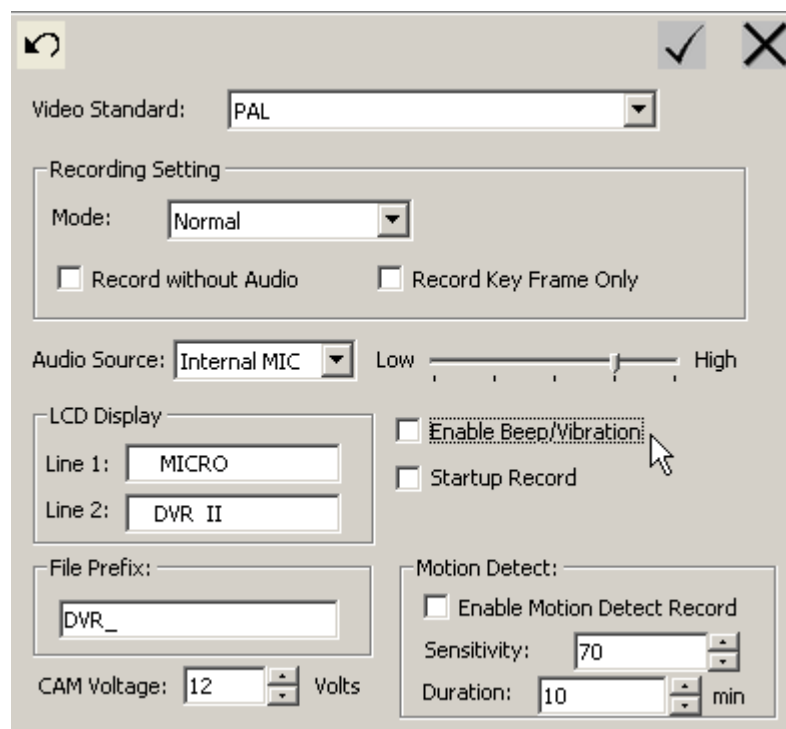 Video Standard: PAL
Recording Setting
Mode: Normal
Record without Audio Record Key Frame Only
Audio Source: Internal MIC Low High
LCD Display
Line 1: MICRO
Line 2: DVR II
Enable Beep/Vibration
Startup Record
File Prefix:
DVR_
CAM Voltage: 12 Volts
Motion Detect:
Enable Motion Detect Record
Sensitivity: 70
Duration: 10 min